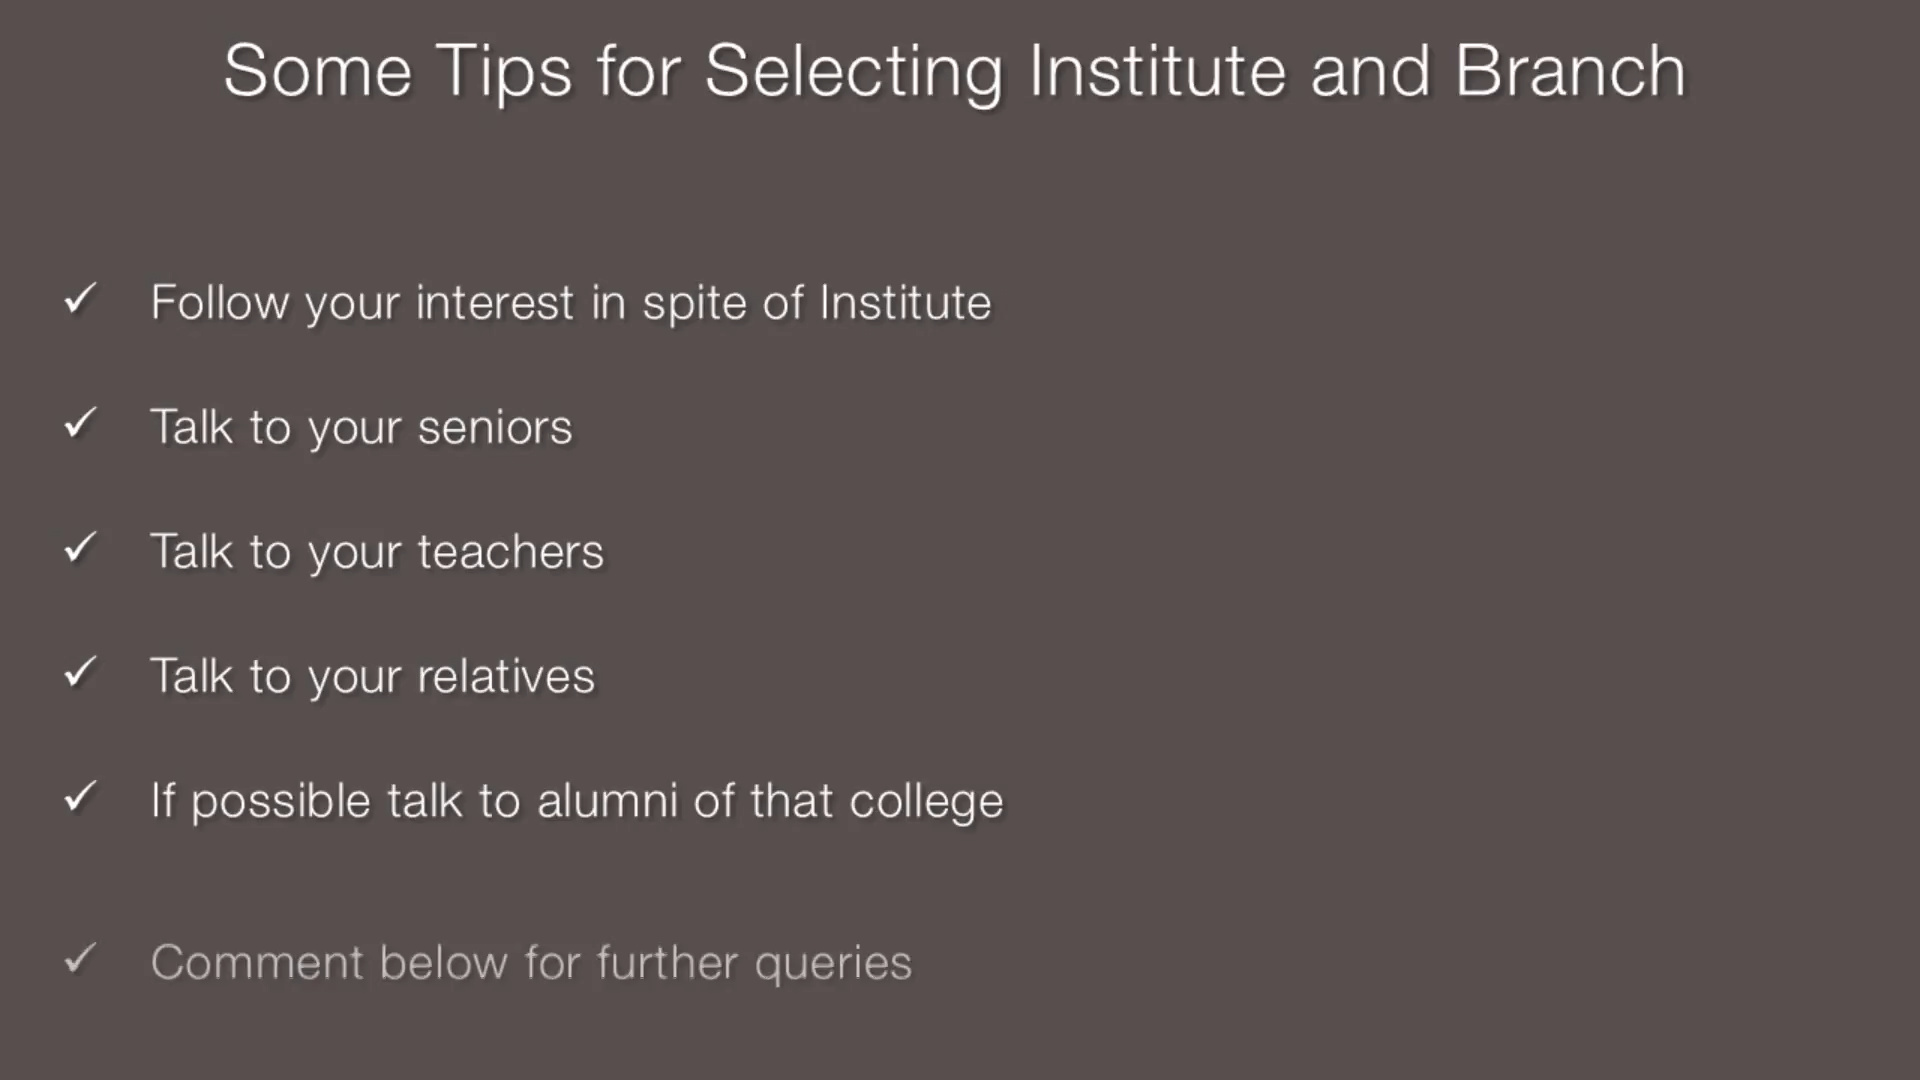 Some Tips for Selecting Institute and Branch
✓ Follow your interest in spite of Institute
✓ Talk to your seniors
✓ Talk to your teachers
✓ Talk to your relatives
✓ If possible talk to alumni of that college
✓ Comment below for further queries